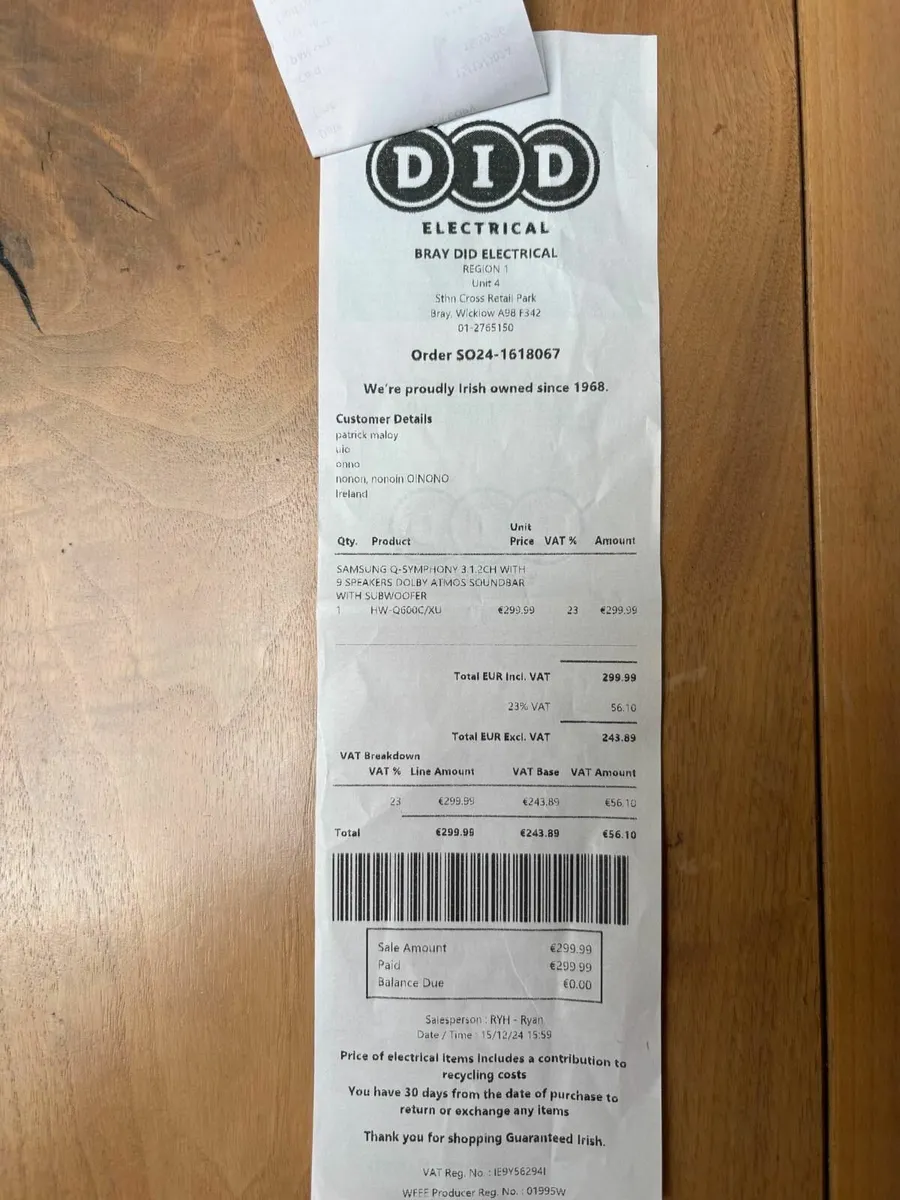 DID
ELECTRICAL
BRAY DID ELECTRICAL
REGION 1
Unit 4
Sthn Cross Retail Park
Bray, Wicklow A98 F342
01-2765150
Order SO24-1618067
We're proudly Irish owned since 1968.
Customer Details
patrick maloy
uio
onno
nonon, nonoin OINONO
Ireland
Qty. Product Unit Price VAT % Amount
SAMSUNG Q-SYMPHONY 3.1.2CH WITH
9 SPEAKERS DOLBY ATMOS SOUNDBAR
WITH SUBWOOFER
1 HW-Q600C/XU €299.99 23 €299.99
Total EUR Incl. VAT 299.99
23% VAT 56.10
Total EUR Excl. VAT 243.89
VAT Breakdown
VAT % Line Amount VAT Base VAT Amount
23 €299.99 €243.89 €56.10
Total €299.99 €243.89 €56.10
Sale Amount €299.99
Paid €299.99
Balance Due €0.00
Salesperson : RYH - Ryan
Date / Time : 15/12/24 15:59
Price of electrical items includes a contribution to
recycling costs
You have 30 days from the date of purchase to
return or exchange any items
Thank you for shopping Guaranteed Irish.
VAT Reg. No : IE9Y56294I
WEEE Producer Reg. No. : 01995W